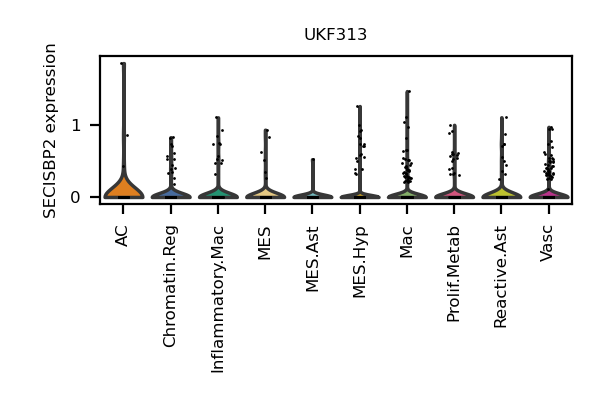 UKF313
SECISBP2 expression
1
0
AC
Chromatin.Reg
Inflammatory.Mac
MES
MES.Ast
MES.Hyp
Mac
Prolif.Metab
Reactive.Ast
Vasc